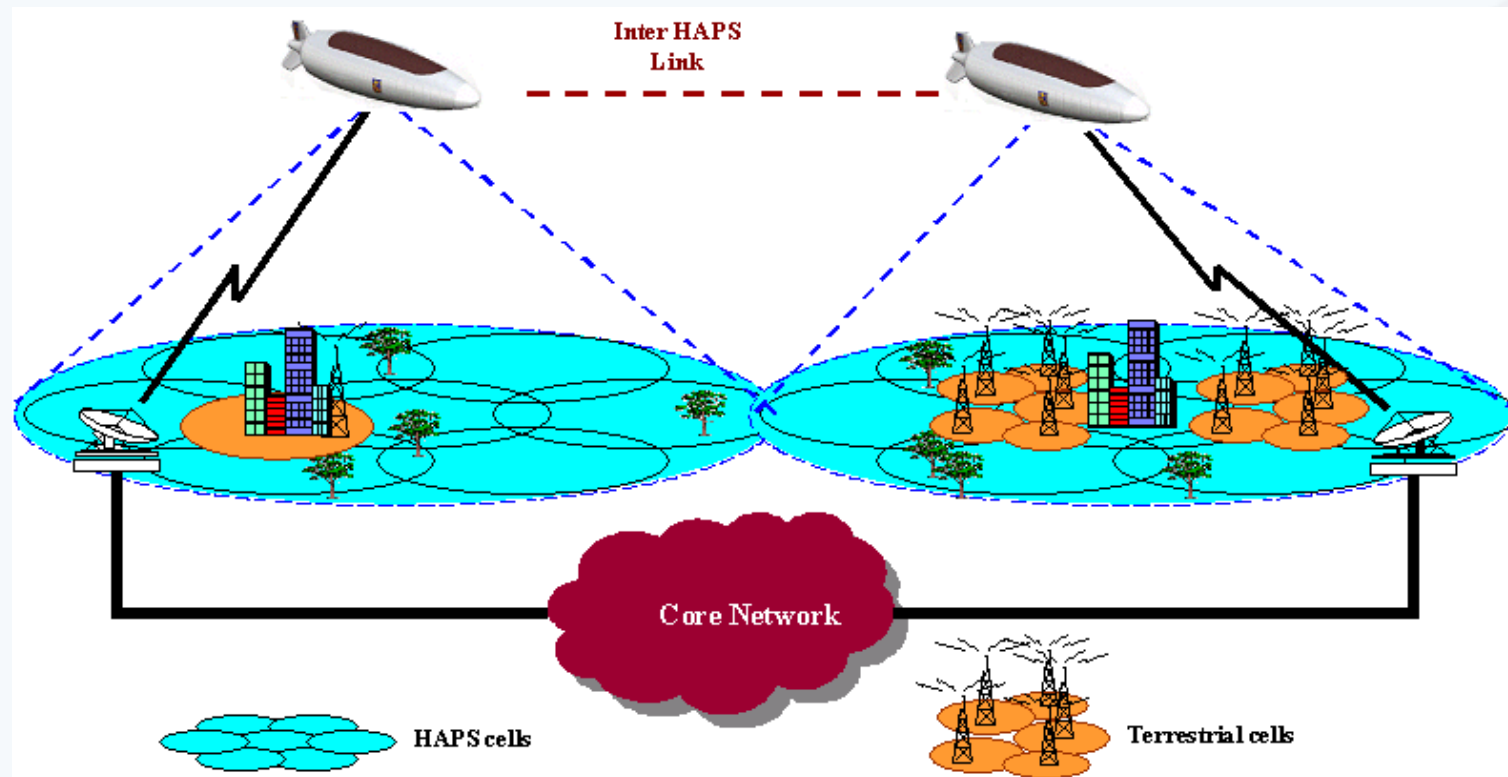 Inter HAPS
Link
Core Network
HAPS cells
Terrestrial cells